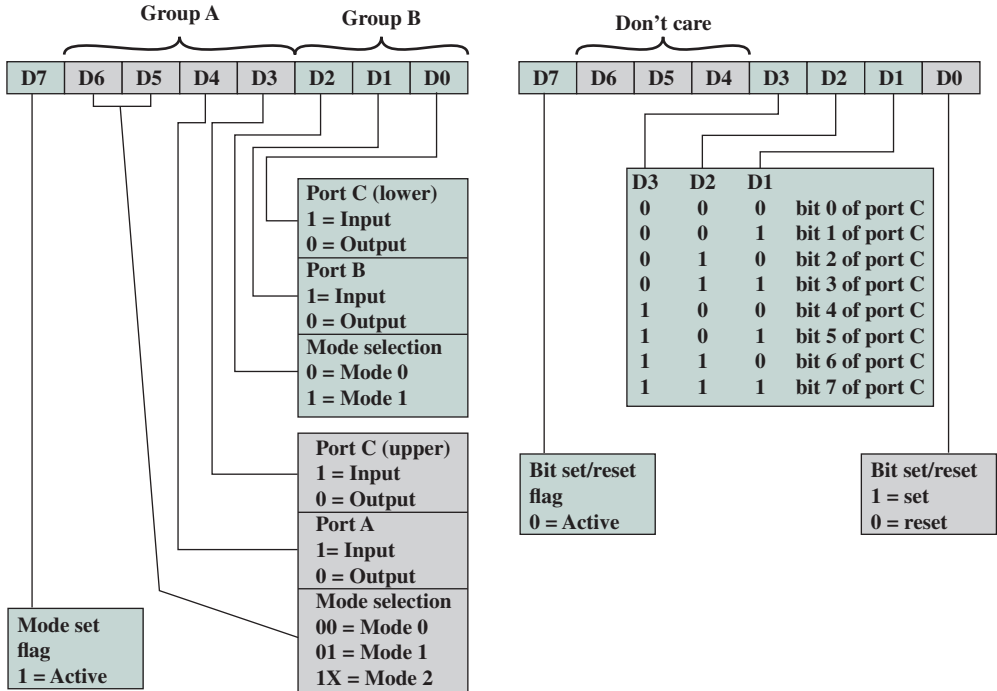 Group A
Group B
D7 D6 D5 D4 D3 D2 D1 D0
Port C (lower)
1 = Input
0 = Output
Port B
1= Input
0 = Output
Mode selection
0 = Mode 0
1 = Mode 1
Port C (upper)
1 = Input
0 = Output
Port A
1= Input
0 = Output
Mode selection
00 = Mode 0
01 = Mode 1
1X = Mode 2
Mode set
flag
1 = Active
Don't care
D7 D6 D5 D4 D3 D2 D1 D0
D3 D2 D1
0 0 0 bit 0 of port C
0 0 1 bit 1 of port C
0 1 0 bit 2 of port C
0 1 1 bit 3 of port C
1 0 0 bit 4 of port C
1 0 1 bit 5 of port C
1 1 0 bit 6 of port C
1 1 1 bit 7 of port C
Bit set/reset
flag
0 = Active
Bit set/reset
1 = set
0 = reset